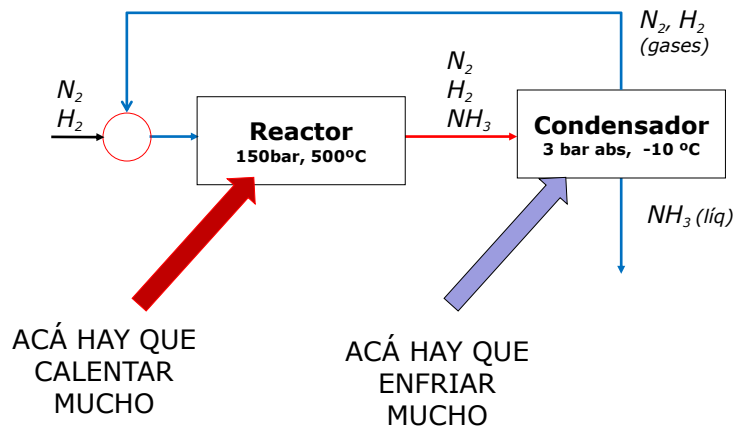 N₂, H₂
(gases)
N₂
H₂
N₂
H₂
NH₃
Reactor
150bar, 500ºC
Condensador
3 bar abs, -10 ºC
NH₃ (líq)
ACÁ HAY QUE
CALENTAR
MUCHO
ACÁ HAY QUE
ENFRIAR
MUCHO